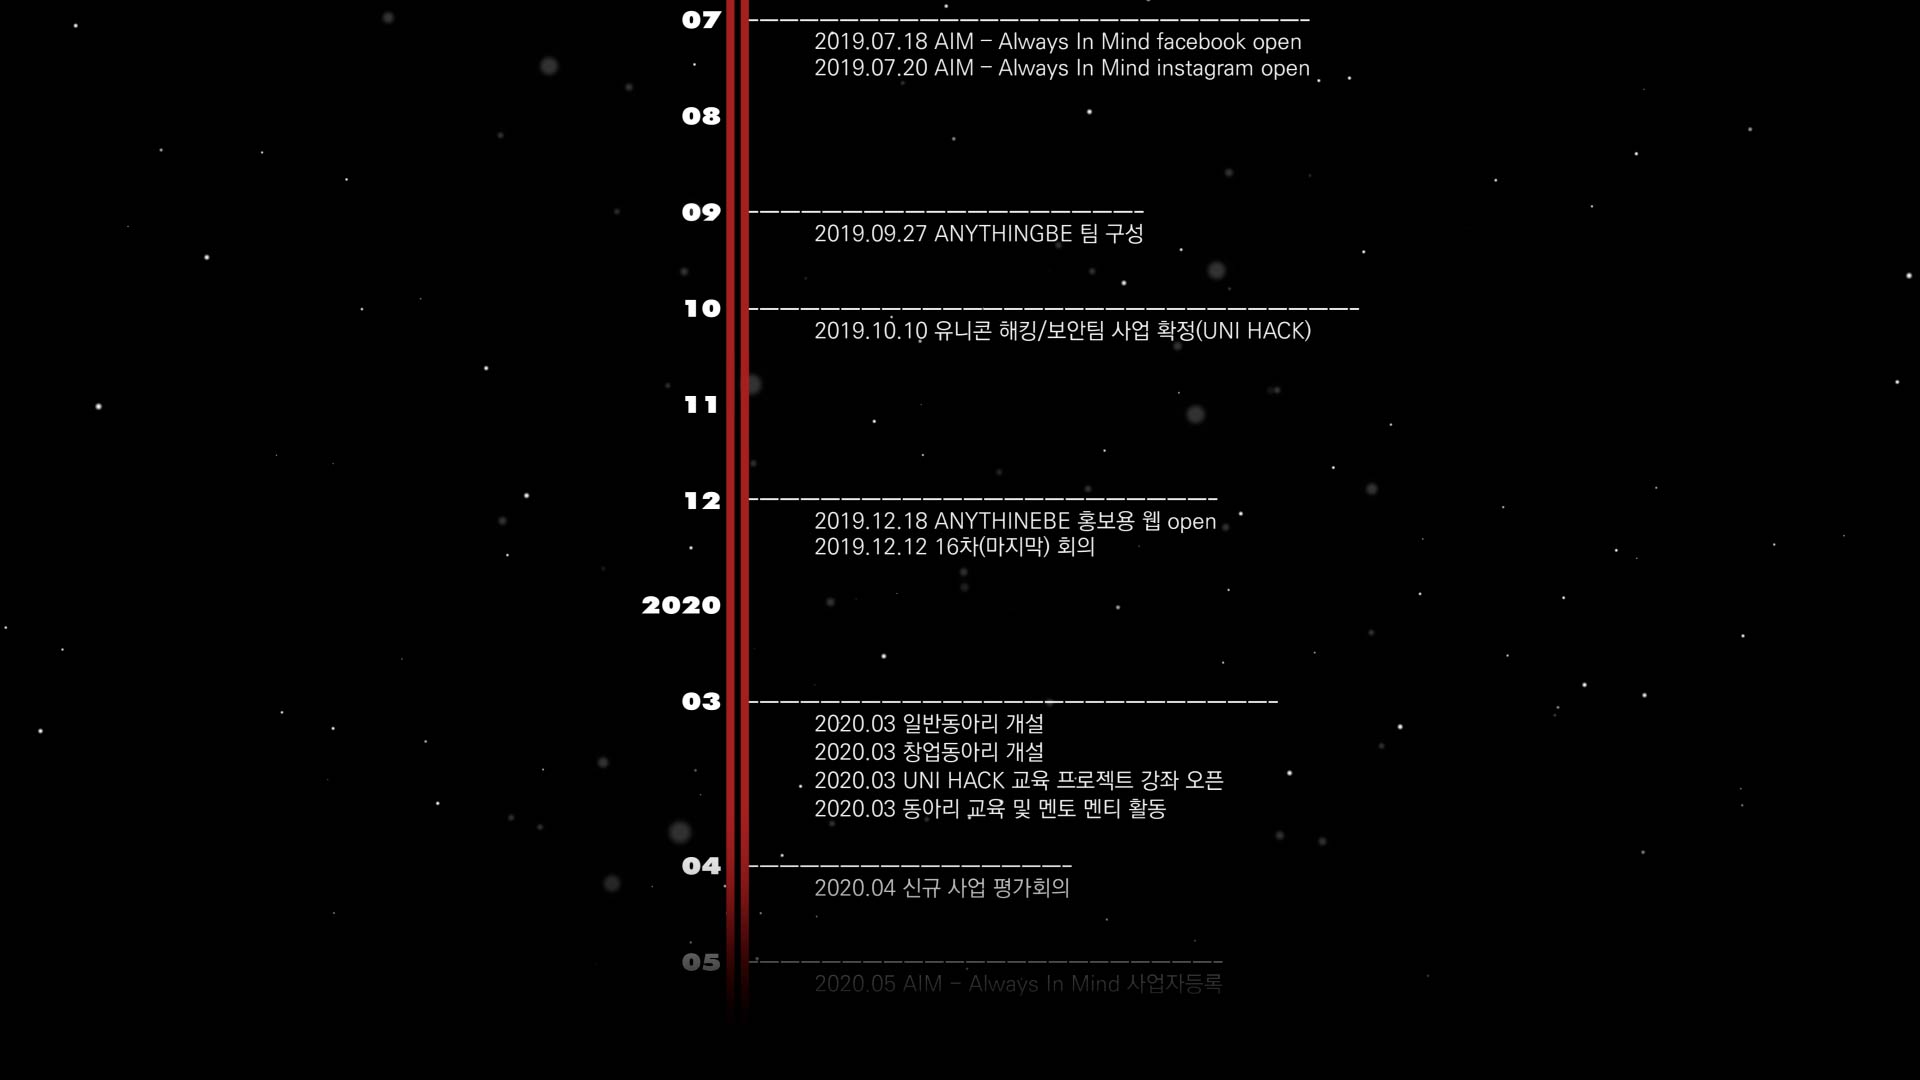 07
2019.07.18 AIM – Always In Mind facebook open
2019.07.20 AIM – Always In Mind instagram open
08
09
2019.09.27 ANYTHINGBE 팀 구성
10
2019.10.10 유니콘 해킹/보안팀 사업 확정(UNI HACK)
11
12
2019.12.18 ANYTHINEBE 홍보용 웹 open
2019.12.12 16차(마지막) 회의
2020
03
2020.03 일반동아리 개설
2020.03 창업동아리 개설
2020.03 UNI HACK 교육 프로젝트 강좌 오픈
2020.03 동아리 교육 및 멘토 멘티 활동
04
2020.04 신규 사업 평가회의
05
2020.05 AIM – Always In Mind 사업자등록